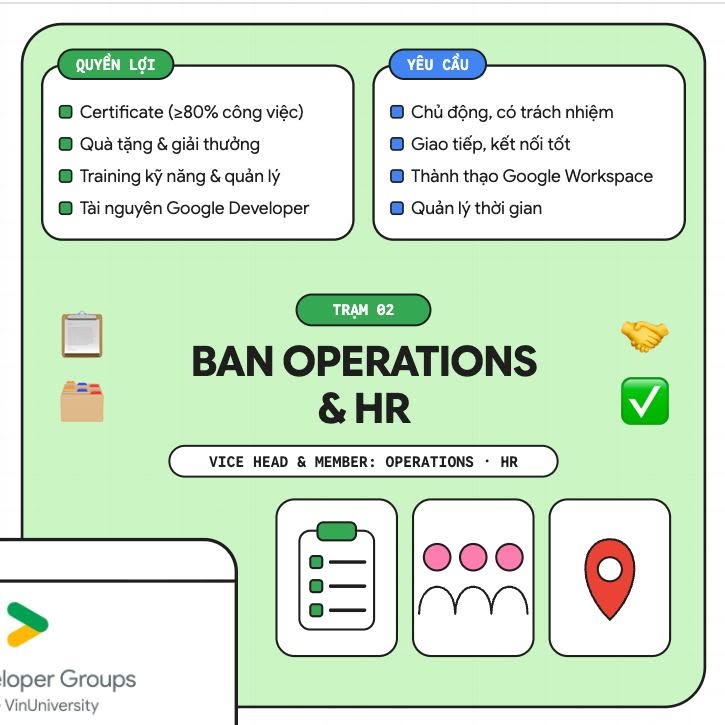 QUYỀN LỢI
Certificate (≥80% công việc)
Quà tặng & giải thưởng
Training kỹ năng & quản lý
Tài nguyên Google Developer
YÊU CẦU
Chủ động, có trách nhiệm
Giao tiếp, kết nối tốt
Thành thạo Google Workspace
Quản lý thời gian
TRẠM 02
BAN OPERATIONS
& HR
VICE HEAD & MEMBER: OPERATIONS · HR
eloper Groups
VinUniversity